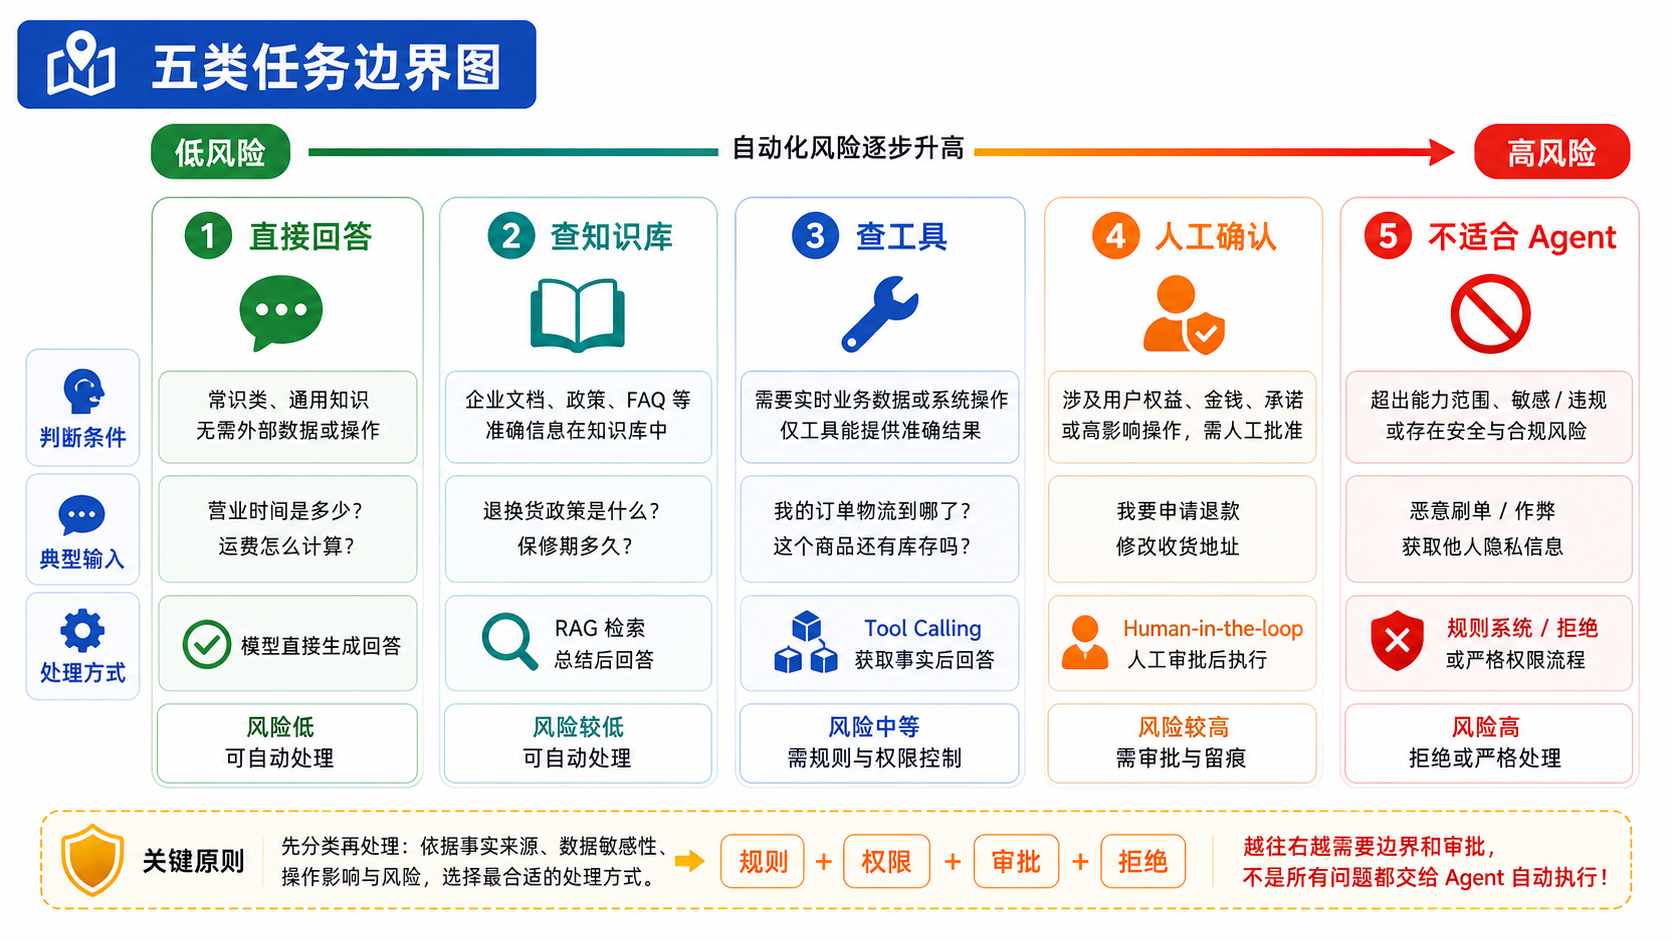 五类任务边界图
低风险
自动化风险逐步升高
高风险
1 直接回答
2 查知识库
3 查工具
4 人工确认
5 不适合 Agent
判断条件
常识类、通用知识
无需外部数据或操作
企业文档、政策、FAQ 等
准确信息在知识库中
需要实时业务数据或系统操作
仅工具能提供准确结果
涉及用户权益、金钱、承诺
或高影响操作，需人工批准
超出能力范围、敏感 / 违规
或存在安全与合规风险
典型输入
营业时间是多少？
运费怎么计算？
退换货政策是什么？
保修期多久？
我的订单物流到哪了？
这个商品还有库存吗？
我要申请退款
修改收货地址
恶意刷单 / 作弊
获取他人隐私信息
处理方式
模型直接生成回答
RAG 检索
总结后回答
Tool Calling
获取事实后回答
Human-in-the-loop
人工审批后执行
规则系统 / 拒绝
或严格权限流程
风险低
可自动处理
风险较低
可自动处理
风险中等
需规则与权限控制
风险较高
需审批与留痕
风险高
拒绝或严格处理
关键原则
先分类再处理：依据事实来源、数据敏感性、
操作影响与风险，选择最合适的处理方式。
规则 + 权限 + 审批 + 拒绝
越往右越需要边界和审批，
不是所有问题都交给 Agent 自动执行！